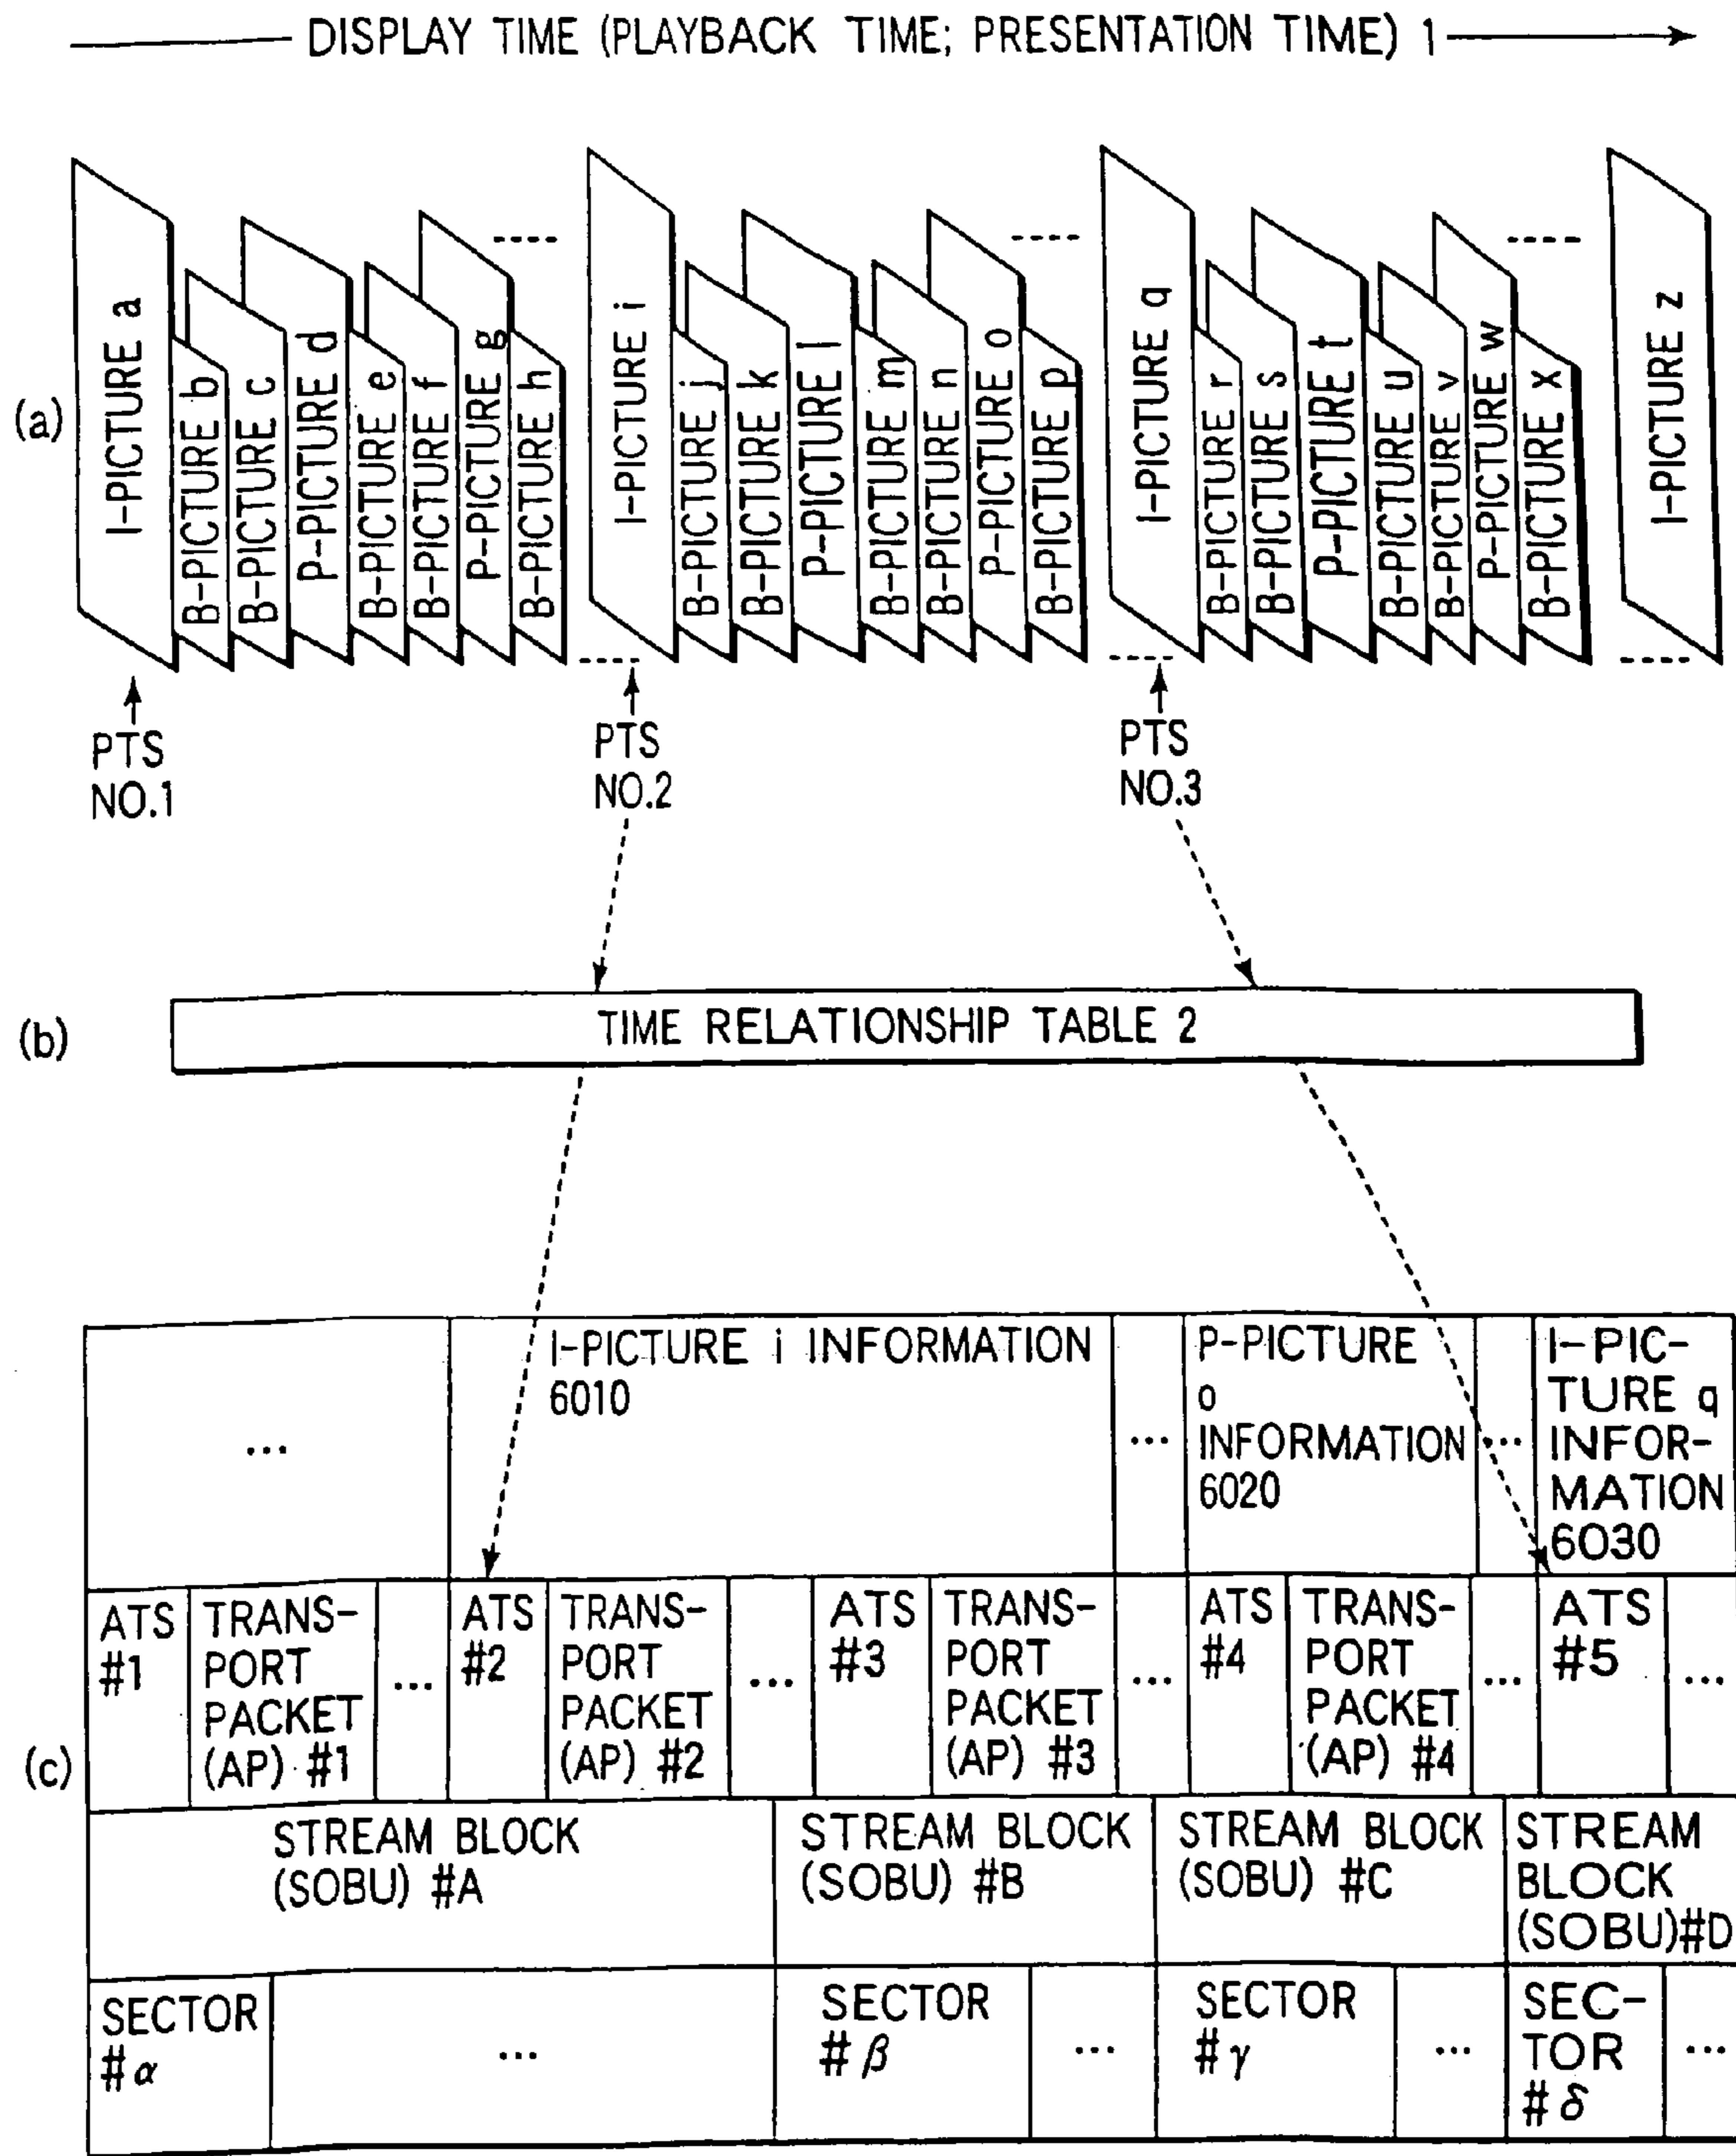 DISPLAY TIME (PLAYBACK TIME; PRESENTATION TIME) 1
(a)
I-PICTURE a
B-PICTURE b
B-PICTURE c
P-PICTURE d
B-PICTURE e
B-PICTURE f
P-PICTURE g
B-PICTURE h
I-PICTURE i
B-PICTURE j
B-PICTURE k
P-PICTURE l
B-PICTURE m
B-PICTURE n
P-PICTURE o
B-PICTURE p
I-PICTURE q
B-PICTURE r
B-PICTURE s
P-PICTURE t
B-PICTURE u
B-PICTURE v
P-PICTURE w
B-PICTURE x
I-PICTURE z
PTS
NO.1
PTS
NO.2
PTS
NO.3
(b)
TIME RELATIONSHIP TABLE 2
(c)
...
I-PICTURE i INFORMATION
6010
...
P-PICTURE
o
INFORMATION
6020
...
I-PIC-
TURE q
INFOR-
MATION
6030
ATS
#1
TRANS-
PORT
PACKET
(AP) #1
...
ATS
#2
TRANS-
PORT
PACKET
(AP) #2
...
ATS
#3
TRANS-
PORT
PACKET
(AP) #3
...
ATS
#4
TRANS-
PORT
PACKET
(AP) #4
...
ATS
#5
...
STREAM BLOCK
(SOBU) #A
STREAM BLOCK
(SOBU) #B
STREAM BLOCK
(SOBU) #C
STREAM
BLOCK
(SOBU)#D
SECTOR
#α
...
SECTOR
#β
...
SECTOR
#γ
...
SEC-
TOR
#δ
...